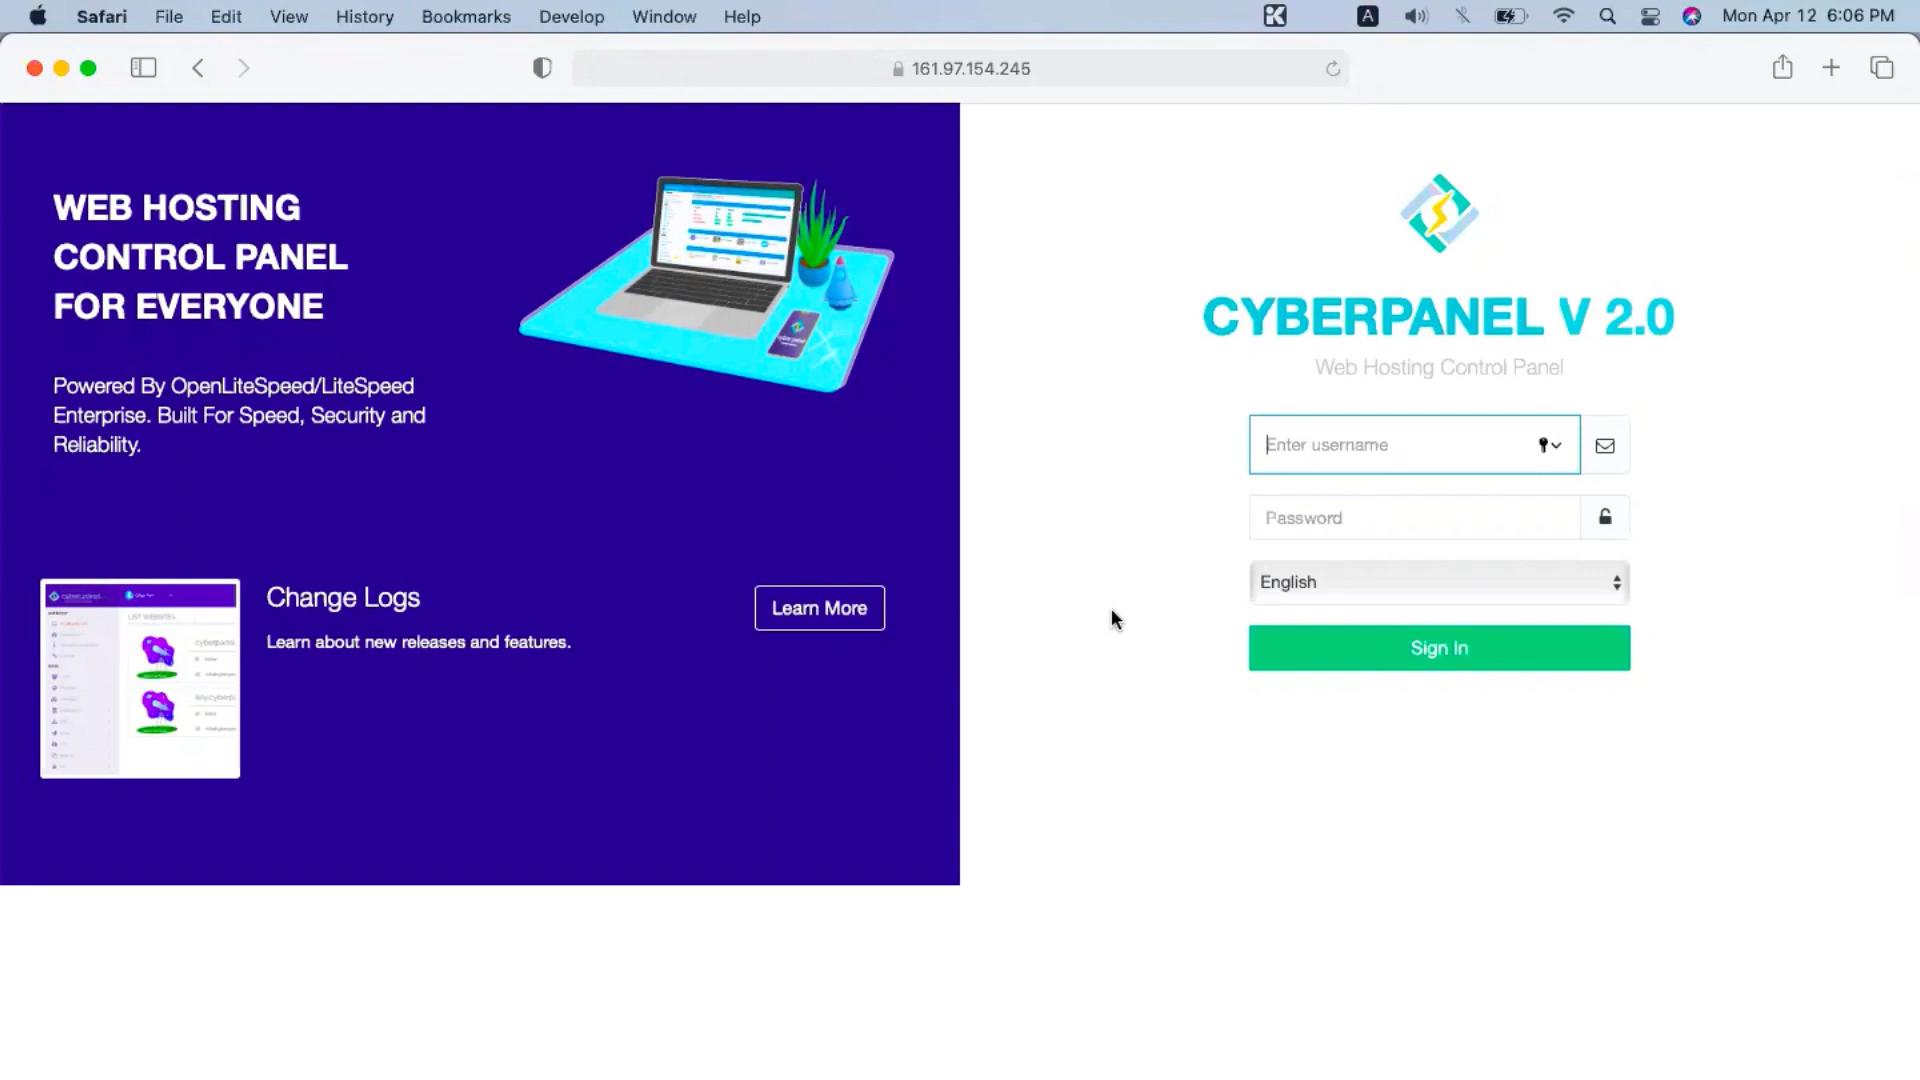 Safari File Edit View History Bookmarks Develop Window Help
A
Mon Apr 12 6:06 PM
161.97.154.245
WEB HOSTING
CONTROL PANEL
FOR EVERYONE
Powered By OpenLiteSpeed/LiteSpeed
Enterprise. Built For Speed, Security and
Reliability.
Change Logs
Learn about new releases and features.
Learn More
LIST WEBSITES
CYBERPANEL V 2.0
Web Hosting Control Panel
Enter username
Password
English
Sign In